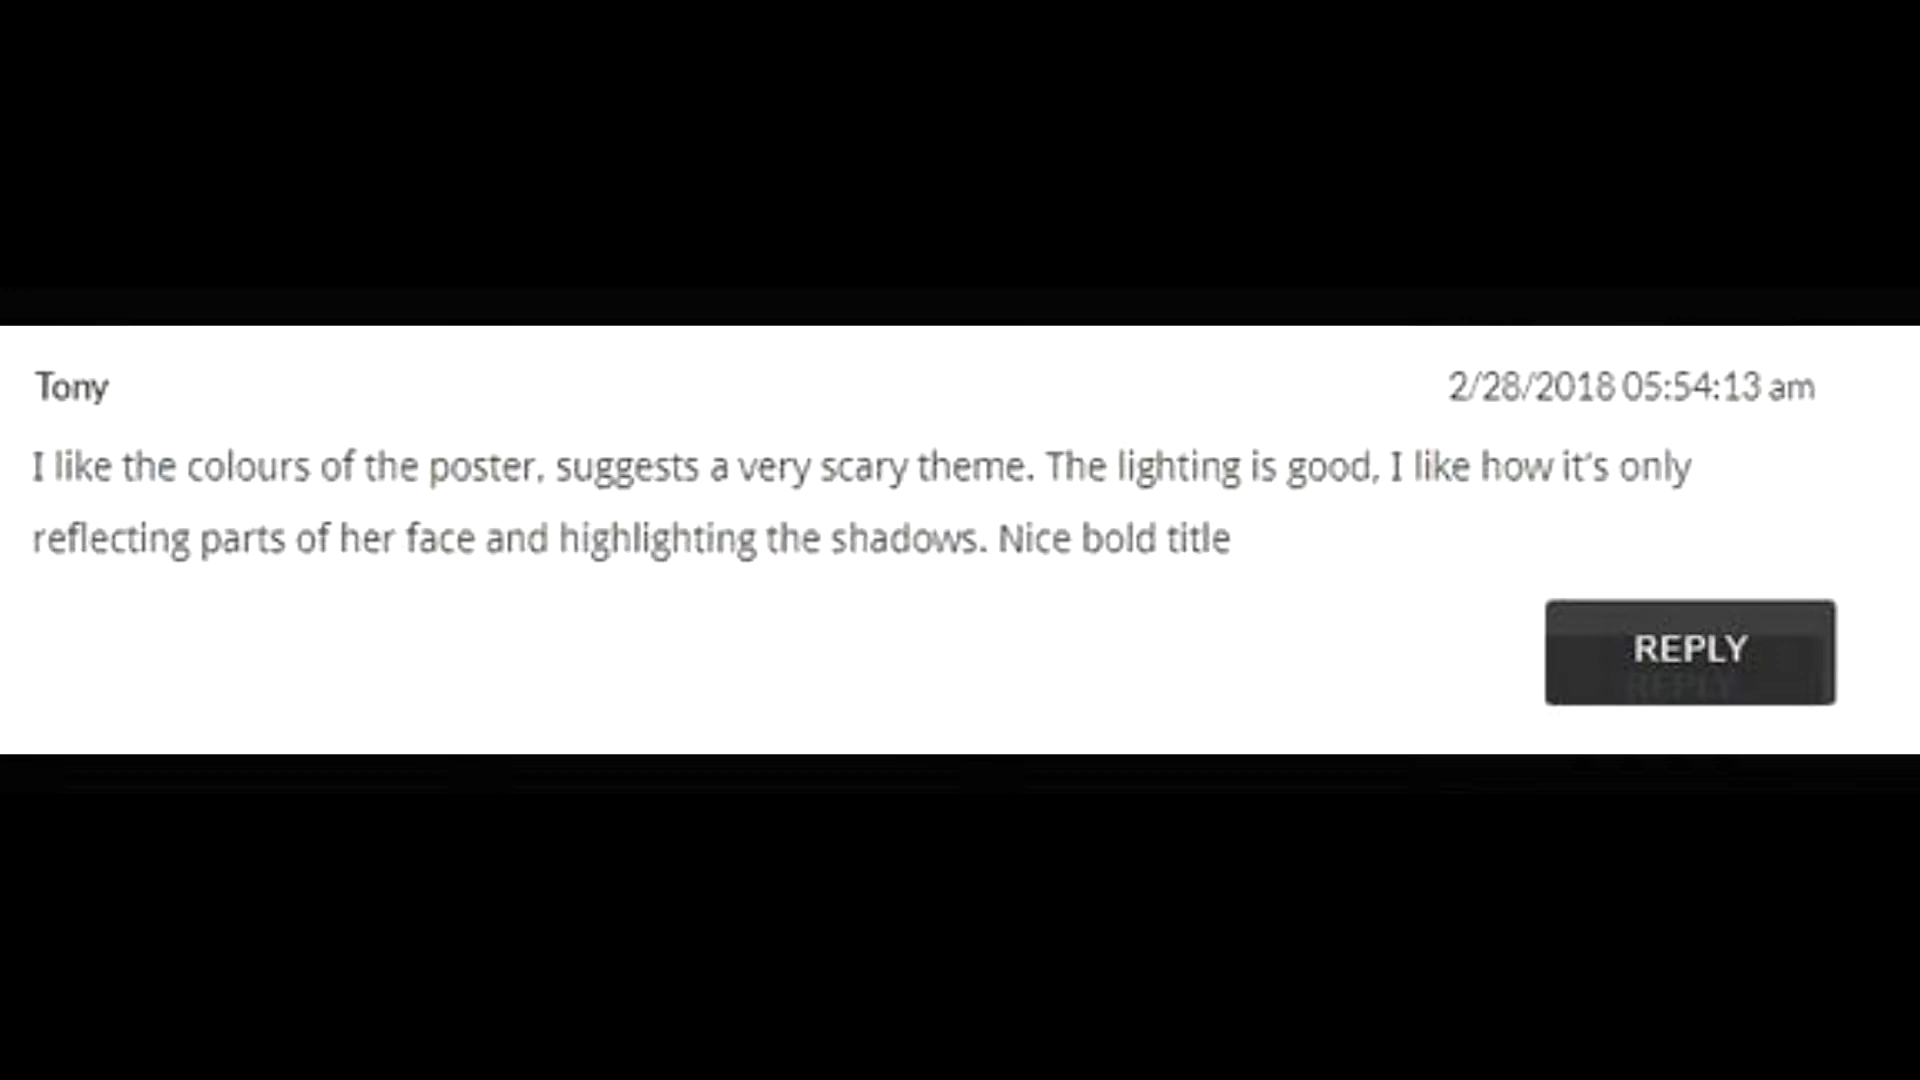 Tony 2/28/2018 05:54:13 am
I like the colours of the poster, suggests a very scary theme. The lighting is good, I like how it's only
reflecting parts of her face and highlighting the shadows. Nice bold title
REPLY